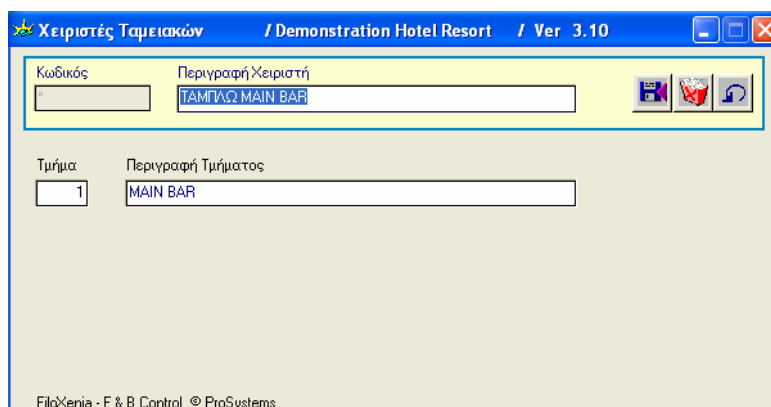 Χειριστές Ταμειακών / Demonstration Hotel Resort / Ver 3.10
Κωδικός Περιγραφή Χειριστή
* ΤΑΜΠΛΩ MAIN BAR
Τμήμα Περιγραφή Τμήματος
1 MAIN BAR
FiloXenia - F & B Control © ProSystems